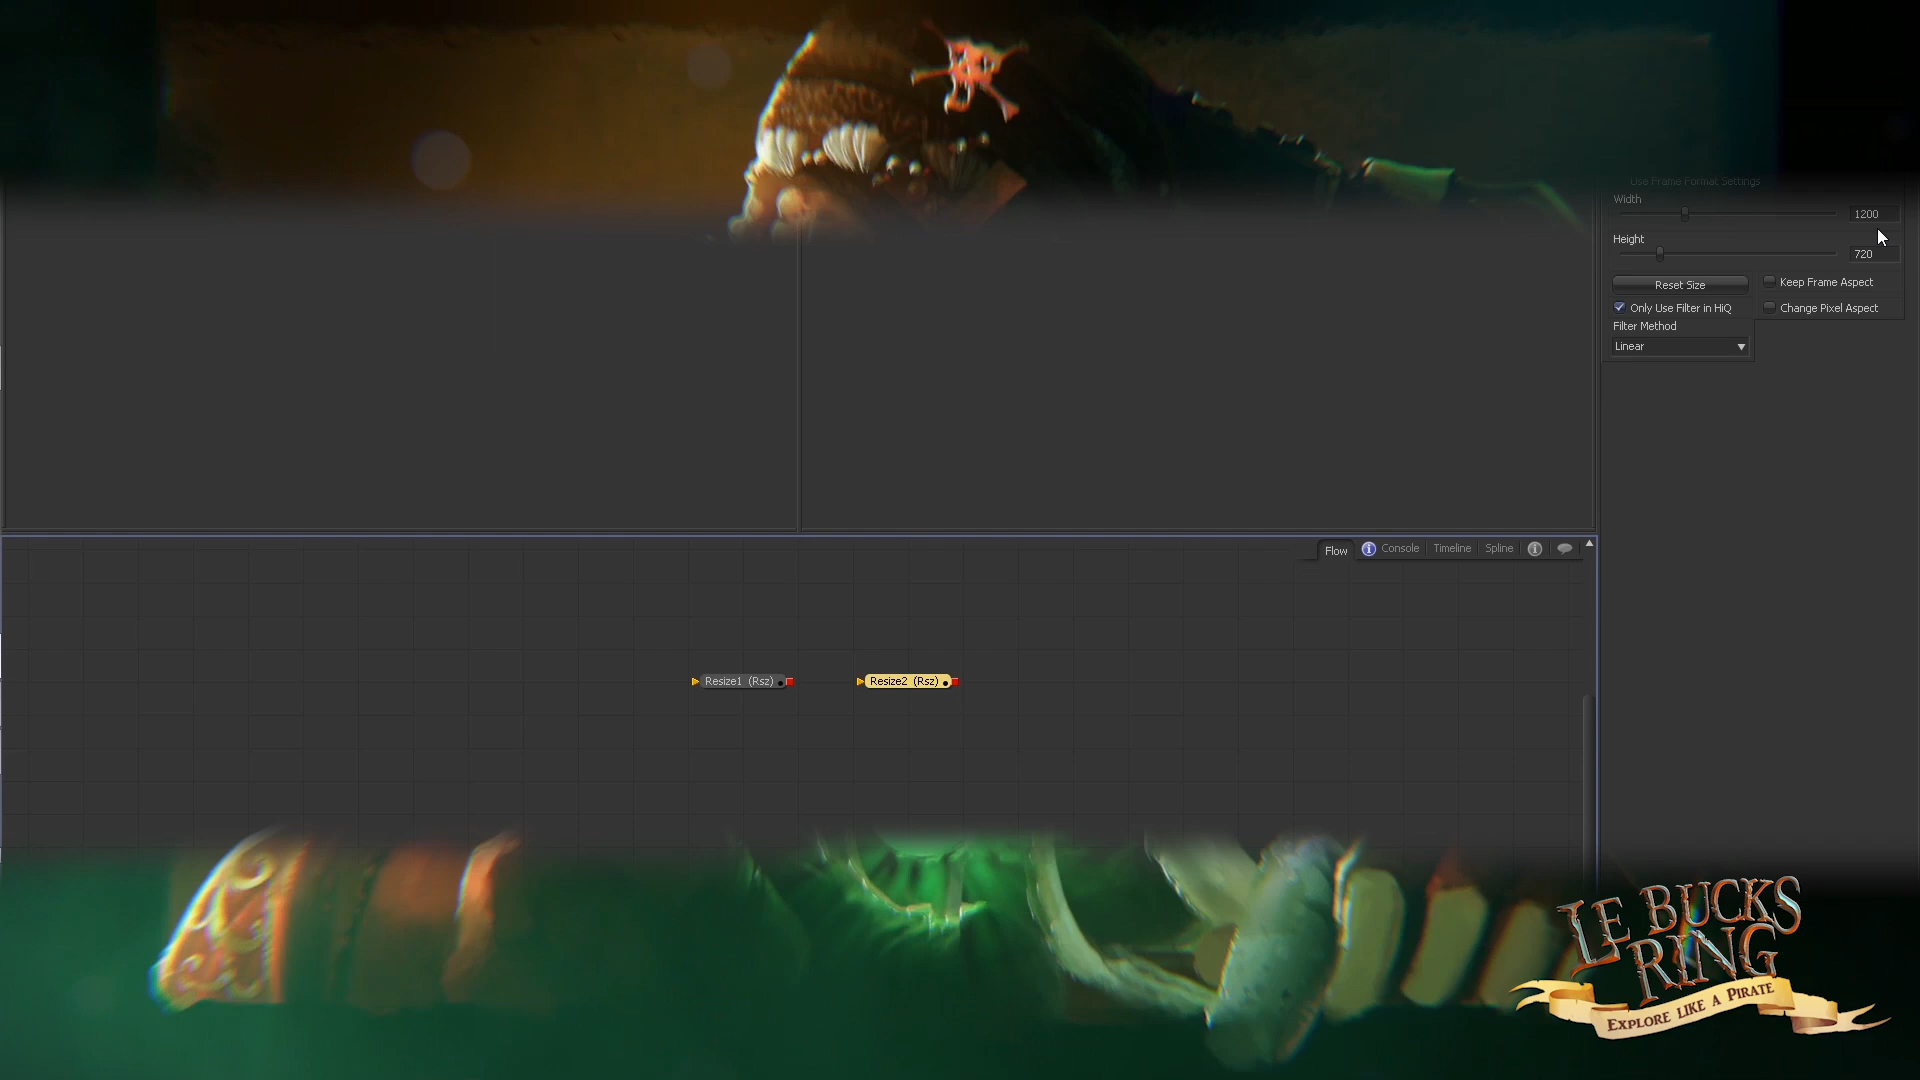 Use Frame Format Settings
Width
1200
Height
720
Reset Size
Keep Frame Aspect
Only Use Filter in HiQ
Change Pixel Aspect
Filter Method
Linear
Flow
Console
Timeline
Spline
Resize1 (Rsz)
Resize2 (Rsz)
LE BUCKS
RING
EXPLORE LIKE A PIRATE